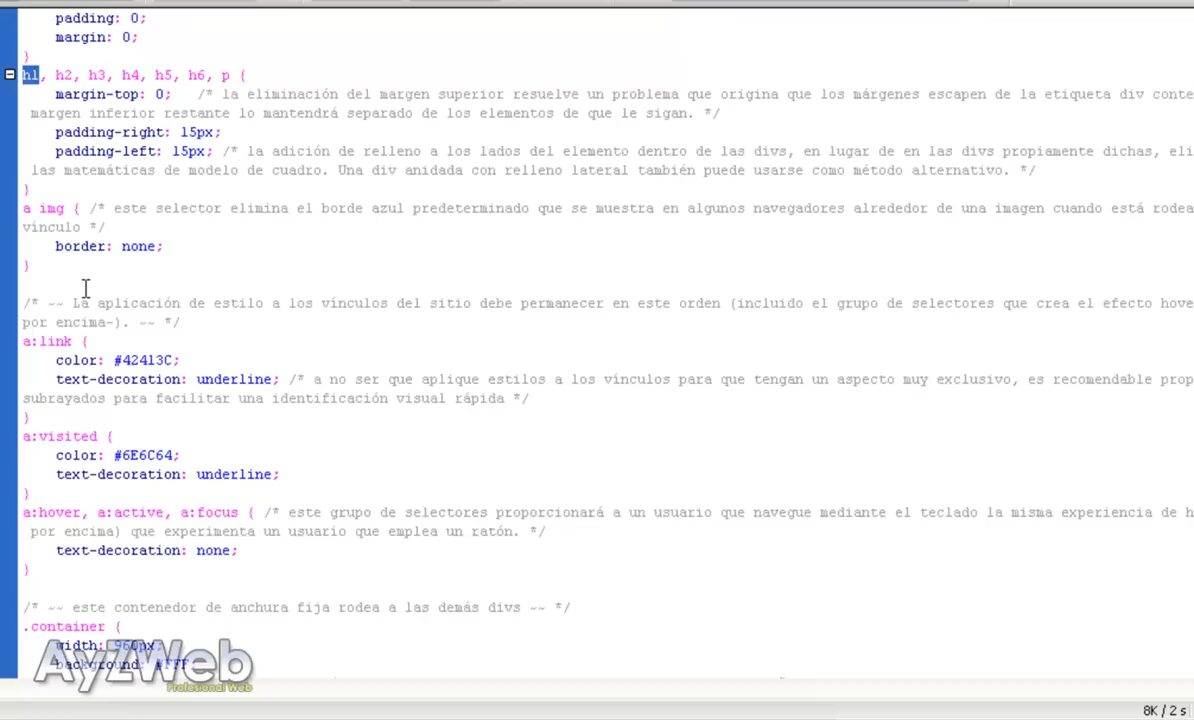 padding: 0;
margin: 0;
}
h1, h2, h3, h4, h5, h6, p {
margin-top: 0;   /* la eliminación del margen superior resuelve un problema que origina que los márgenes escapen de la etiqueta div conte
margen inferior restante lo mantendrá separado de los elementos de que le sigan. */
padding-right: 15px;
padding-left: 15px; /* la adición de relleno a los lados del elemento dentro de las divs, en lugar de en las divs propiamente dichas, eli
las matemáticas de modelo de cuadro. Una div anidada con relleno lateral también puede usarse como método alternativo. */
}
a img { /* este selector elimina el borde azul predeterminado que se muestra en algunos navegadores alrededor de una imagen cuando está rodea
vínculo */
border: none;
}
/* ~~ La aplicación de estilo a los vínculos del sitio debe permanecer en este orden (incluido el grupo de selectores que crea el efecto hove
por encima-). ~~ */
a:link {
color: #42413C;
text-decoration: underline; /* a no ser que aplique estilos a los vínculos para que tengan un aspecto muy exclusivo, es recomendable prop
subrayados para facilitar una identificación visual rápida */
}
a:visited {
color: #6E6C64;
text-decoration: underline;
}
a:hover, a:active, a:focus { /* este grupo de selectores proporcionará a un usuario que navegue mediante el teclado la misma experiencia de h
por encima) que experimenta un usuario que emplea un ratón. */
text-decoration: none;
}
/* ~~ este contenedor de anchura fija rodea a las demás divs ~~ */
.container {
width: 960px;
background: #FFF
AyZWeb
Profesional Web
8K / 2 s